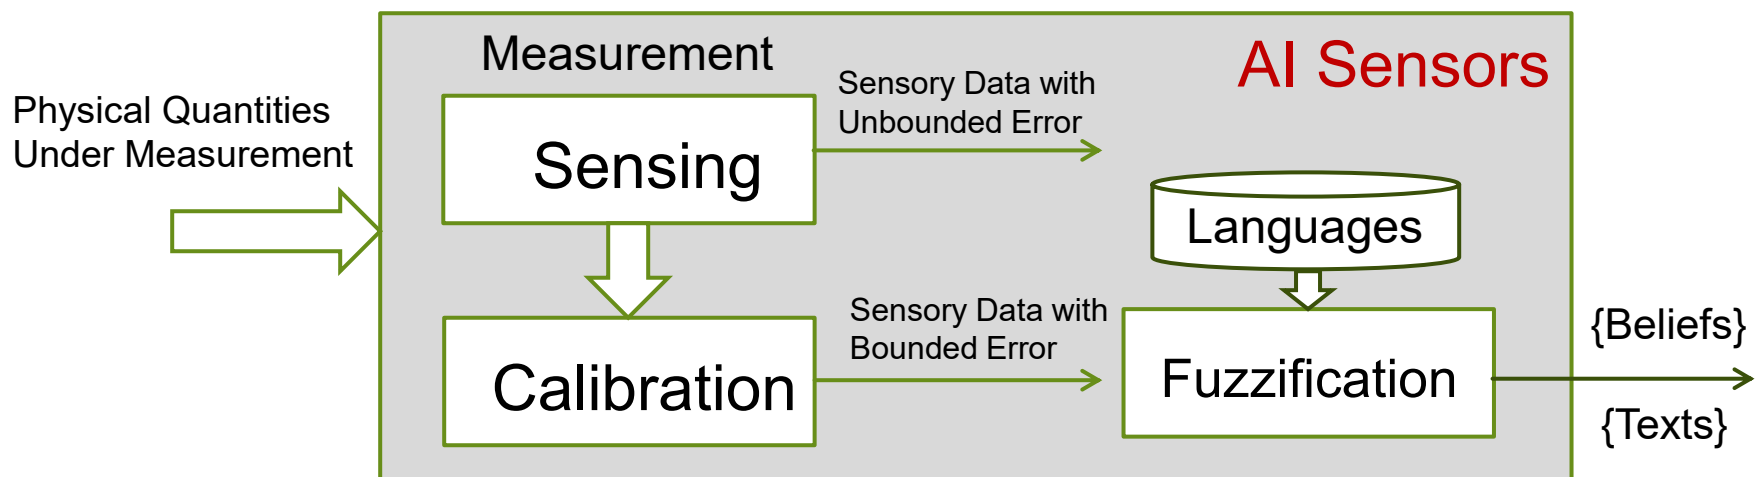 Physical Quantities
Under Measurement
Measurement
AI Sensors
Sensing
Sensory Data with
Unbounded Error
Languages
Calibration
Sensory Data with
Bounded Error
Fuzzification
{Beliefs}
{Texts}